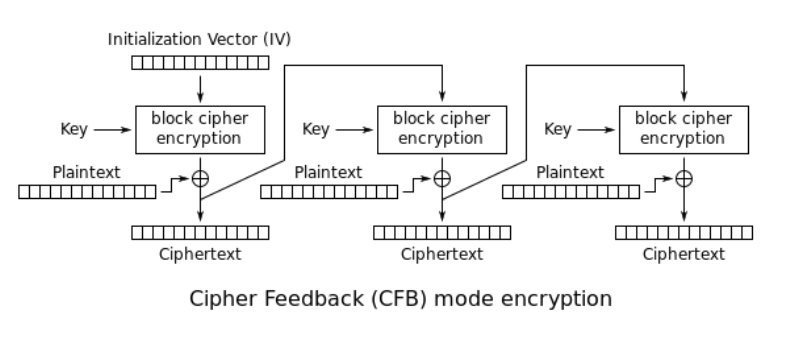 Initialization Vector (IV)
Key
block cipher
encryption
Plaintext
Ciphertext
Key
block cipher
encryption
Plaintext
Ciphertext
Key
block cipher
encryption
Plaintext
Ciphertext
Cipher Feedback (CFB) mode encryption